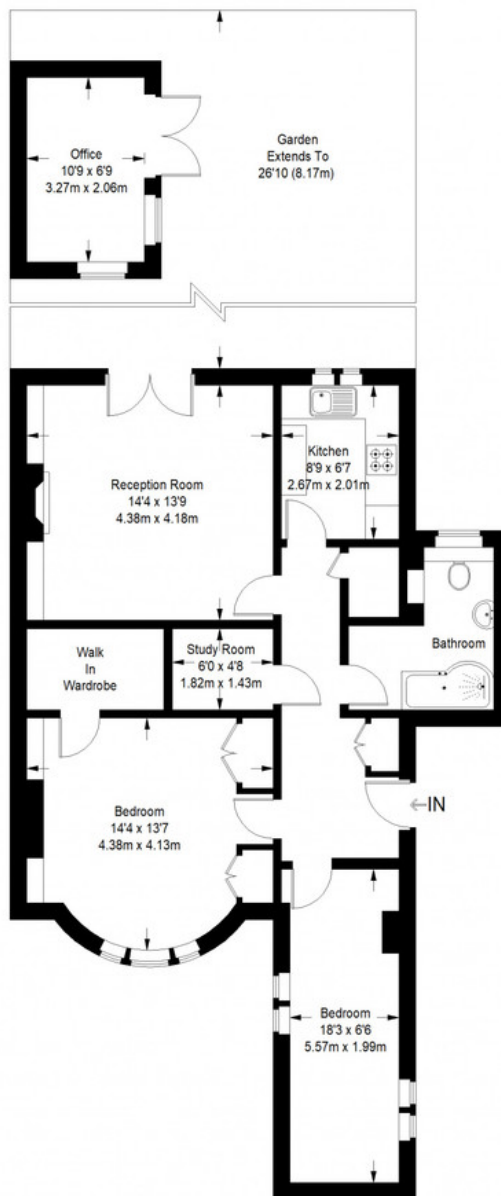 Office
10'9 x 6'9
3.27m x 2.06m
Garden
Extends To
26'10 (8.17m)
Reception Room
14'4 x 13'9
4.38m x 4.18m
Kitchen
8'9 x 6'7
2.67m x 2.01m
Walk
In
Wardrobe
Study Room
6'0 x 4'8
1.82m x 1.43m
Bathroom
Bedroom
14'4 x 13'7
4.38m x 4.13m
IN
Bedroom
18'3 x 6'6
5.57m x 1.99m